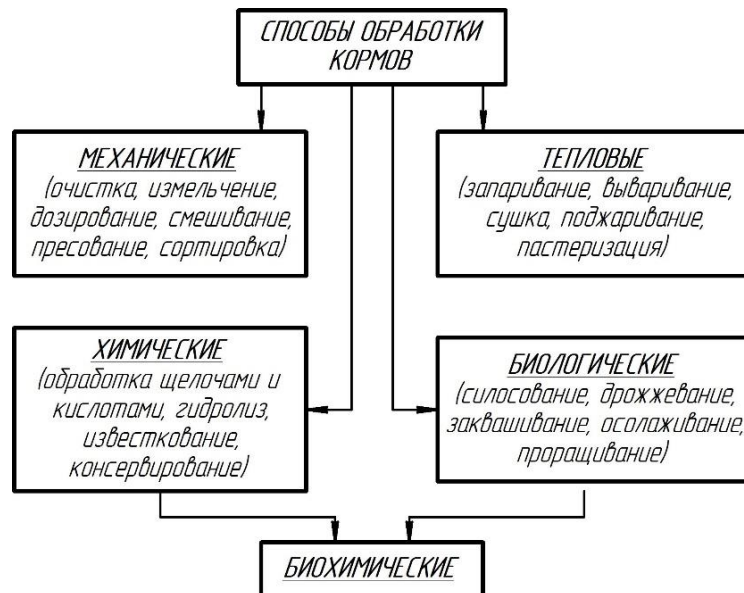 СПОСОБЫ ОБРАБОТКИ
КОРМОВ
МЕХАНИЧЕСКИЕ
(очистка, измельчение,
дозирование, смешивание,
пресование, сортировка)
ТЕПЛОВЫЕ
(запаривание, вываривание,
сушка, поджаривание,
пастеризация)
ХИМИЧЕСКИЕ
(обработка щелочами и
кислотами, гидролиз,
известкование,
консервирование)
БИОЛОГИЧЕСКИЕ
(силосование, дрожжевание,
заквашивание, осолаживание,
проращивание)
БИОХИМИЧЕСКИЕ